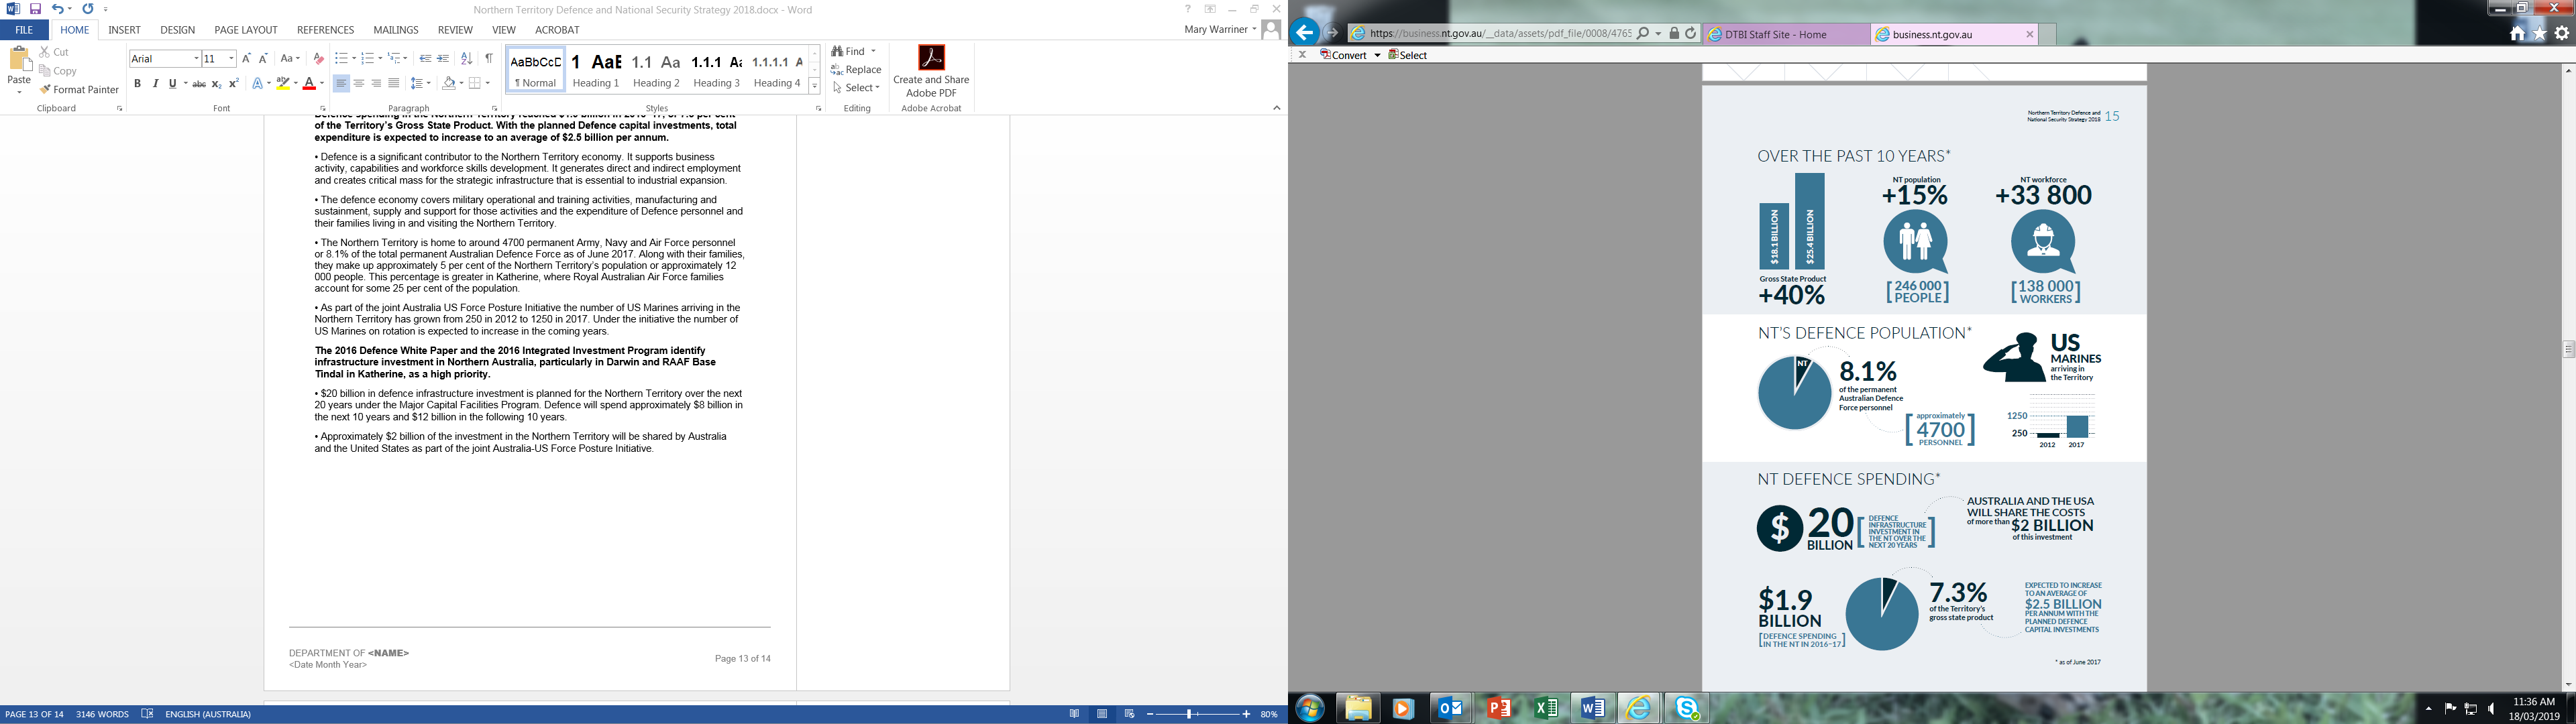 Northern Territory Defence and National Security Strategy 2018.docx - Word
FILE HOME INSERT DESIGN PAGE LAYOUT REFERENCES MAILINGS REVIEW VIEW ACROBAT
Mary Warriner
Paste
Cut
Copy
Format Painter
Clipboard
Arial 11
Font
Paragraph
AaBbCcD 1 AaE 1.1 Aa 1.1.1 Aa 1.1.1.1 A
¶ Normal Heading 1 Heading 2 Heading 3 Heading 4
Styles
Find
Replace
Select
Editing
Create and Share
Adobe PDF
Adobe Acrobat
of the Territory's Gross State Product. With the planned Defence capital investments, total
expenditure is expected to increase to an average of $2.5 billion per annum.
• Defence is a significant contributor to the Northern Territory economy. It supports business
activity, capabilities and workforce skills development. It generates direct and indirect employment
and creates critical mass for the strategic infrastructure that is essential to industrial expansion.
• The defence economy covers military operational and training activities, manufacturing and
sustainment, supply and support for those activities and the expenditure of Defence personnel and
their families living in and visiting the Northern Territory.
• The Northern Territory is home to around 4700 permanent Army, Navy and Air Force personnel
or 8.1% of the total permanent Australian Defence Force as of June 2017. Along with their families,
they make up approximately 5 per cent of the Northern Territory's population or approximately 12
000 people. This percentage is greater in Katherine, where Royal Australian Air Force families
account for some 25 per cent of the population.
• As part of the joint Australia US Force Posture Initiative the number of US Marines arriving in the
Northern Territory has grown from 250 in 2012 to 1250 in 2017. Under the initiative the number of
US Marines on rotation is expected to increase in the coming years.
The 2016 Defence White Paper and the 2016 Integrated Investment Program identify
infrastructure investment in Northern Australia, particularly in Darwin and RAAF Base
Tindal in Katherine, as a high priority.
• $20 billion in defence infrastructure investment is planned for the Northern Territory over the next
20 years under the Major Capital Facilities Program. Defence will spend approximately $8 billion in
the next 10 years and $12 billion in the following 10 years.
• Approximately $2 billion of the investment in the Northern Territory will be shared by Australia
and the United States as part of the joint Australia-US Force Posture Initiative.
DEPARTMENT OF <NAME>
<Date Month Year>
Page 13 of 14
PAGE 13 OF 14 3146 WORDS ENGLISH (AUSTRALIA) 80%
https://business.nt.gov.au/__data/assets/pdf_file/0008/4765
DTBI Staff Site - Home
business.nt.gov.au
x Convert Select
Northern Territory Defence and
National Security Strategy 2018 15
OVER THE PAST 10 YEARS*
$18.1 BILLION
$25.4 BILLION
Gross State Product
+40%
NT population
+15%
[246 000
PEOPLE]
NT workforce
+33 800
[138 000
WORKERS]
NT'S DEFENCE POPULATION*
NT
8.1%
of the permanent
Australian Defence
Force personnel
[approximately
4700
PERSONNEL]
US
MARINES
arriving in
the Territory
1250
250
2012 2017
NT DEFENCE SPENDING*
$ 20
BILLION
[DEFENCE
INFRASTRUCTURE
INVESTMENT IN
THE NT OVER THE
NEXT 20 YEARS]
AUSTRALIA AND THE USA
WILL SHARE THE COSTS
of more than $2 BILLION
of this investment
$1.9
BILLION
[DEFENCE SPENDING
IN THE NT IN 2016-17]
7.3%
of the Territory's
gross state product
EXPECTED TO INCREASE
TO AN AVERAGE OF
$2.5 BILLION
PER ANNUM WITH THE
PLANNED DEFENCE
CAPITAL INVESTMENTS
* as of June 2017
11:36 AM
18/03/2019